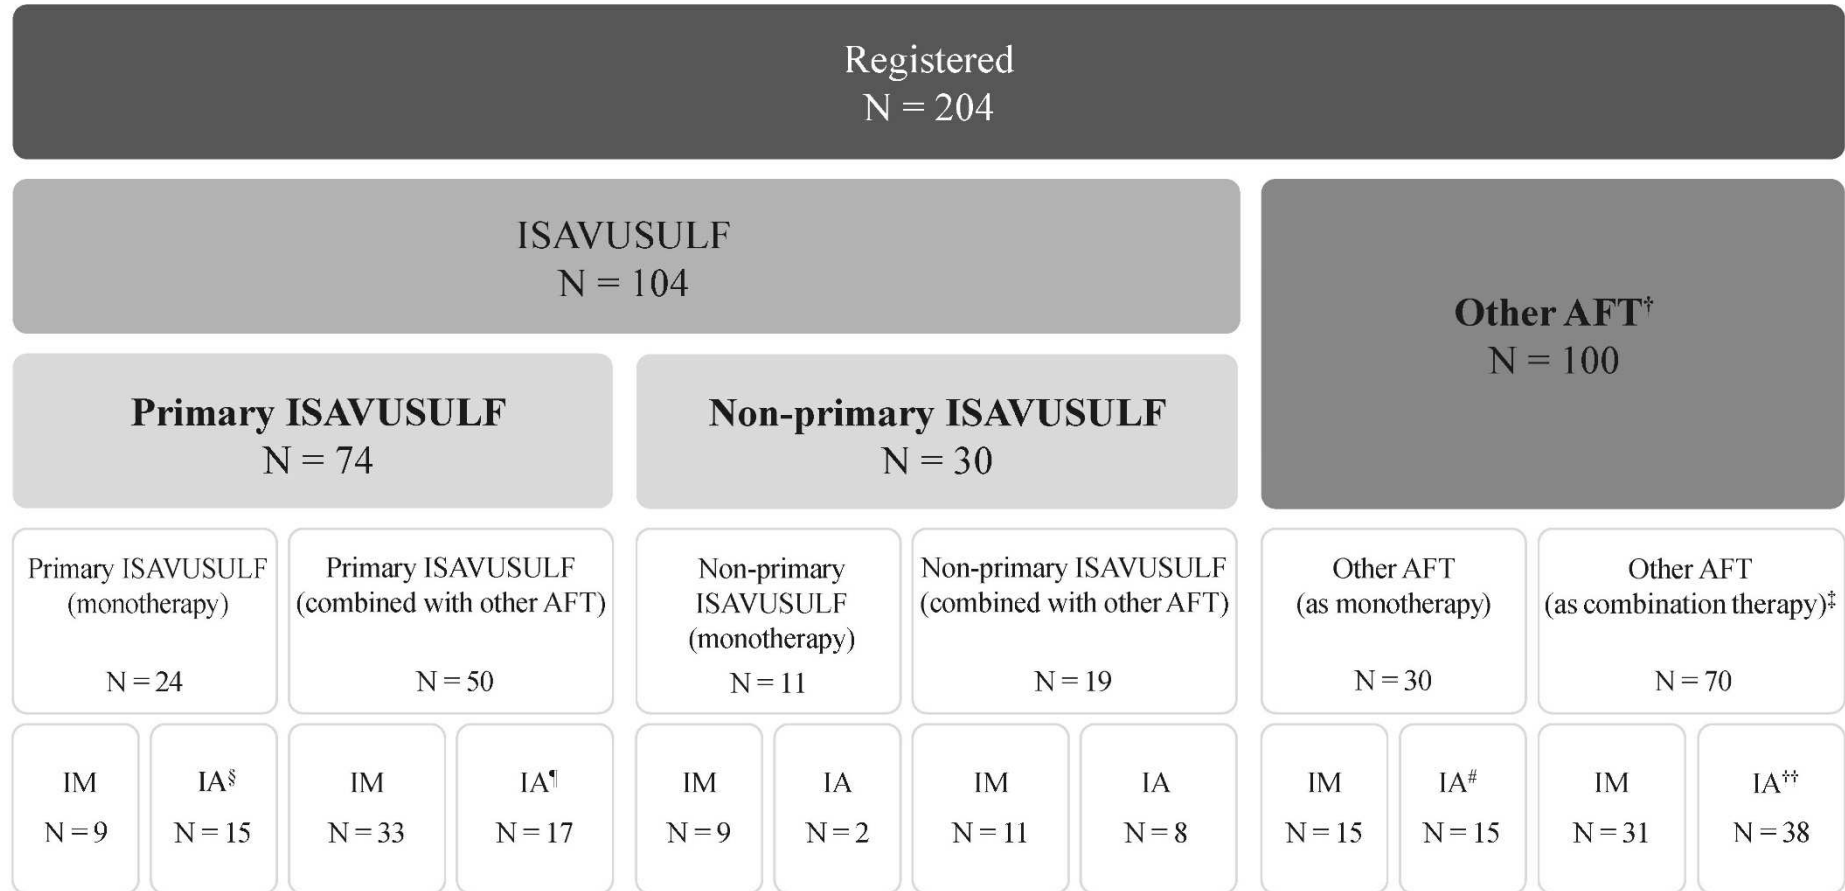 Registered
N = 204
ISAVUSULF
N = 104
Other AFT†
N = 100
Primary ISAVUSULF
N = 74
Non-primary ISAVUSULF
N = 30
Primary ISAVUSULF
(monotherapy)
N = 24
Primary ISAVUSULF
(combined with other AFT)
N = 50
Non-primary
ISAVUSULF
(monotherapy)
N = 11
Non-primary ISAVUSULF
(combined with other AFT)
N = 19
Other AFT
(as monotherapy)
N = 30
Other AFT
(as combination therapy)‡
N = 70
IM
N = 9
IA§
N = 15
IM
N = 33
IA¶
N = 17
IM
N = 9
IA
N = 2
IM
N = 11
IA
N = 8
IM
N = 15
IA#
N = 15
IM
N = 31
IA††
N = 38